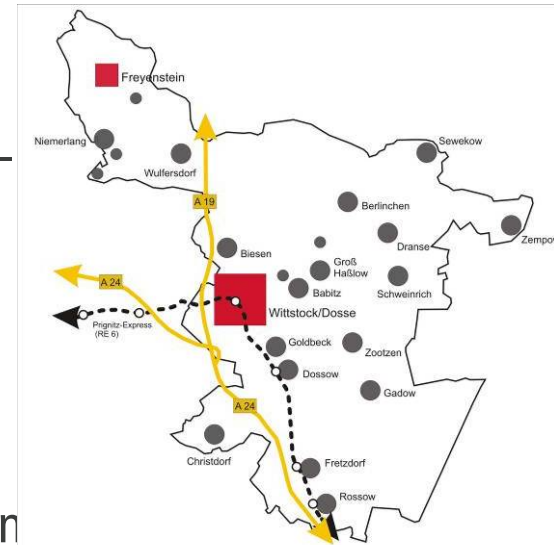 Freyenstein
Niemerlang
Wulfersdorf
Sewekow
A 19
Berlinchen
Zempow
Dranse
Biesen
Groß
Haßlow
A 24
Schweinrich
Babitz
Prignitz-Express
(RE 6)
Wittstock/Dosse
Goldbeck
Zootzen
Dossow
Gadow
A 24
Christdorf
Fretzdorf
Rossow
n